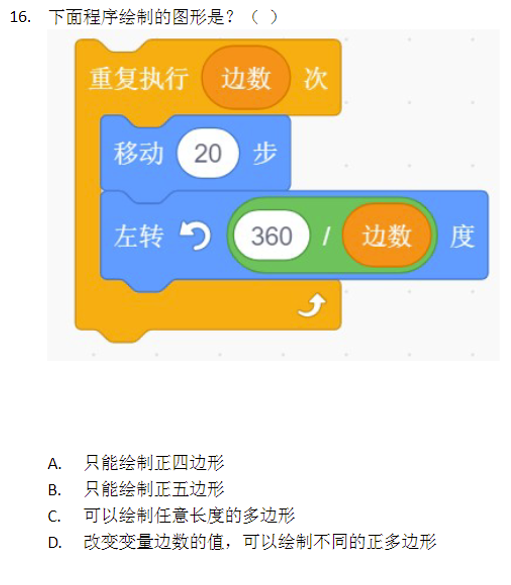 16. 下面程序绘制的图形是？（ ）
重复执行 边数 次
移动 20 步
左转 360 / 边数 度
A. 只能绘制正四边形
B. 只能绘制正五边形
C. 可以绘制任意长度的多边形
D. 改变变量边数的值，可以绘制不同的正多边形